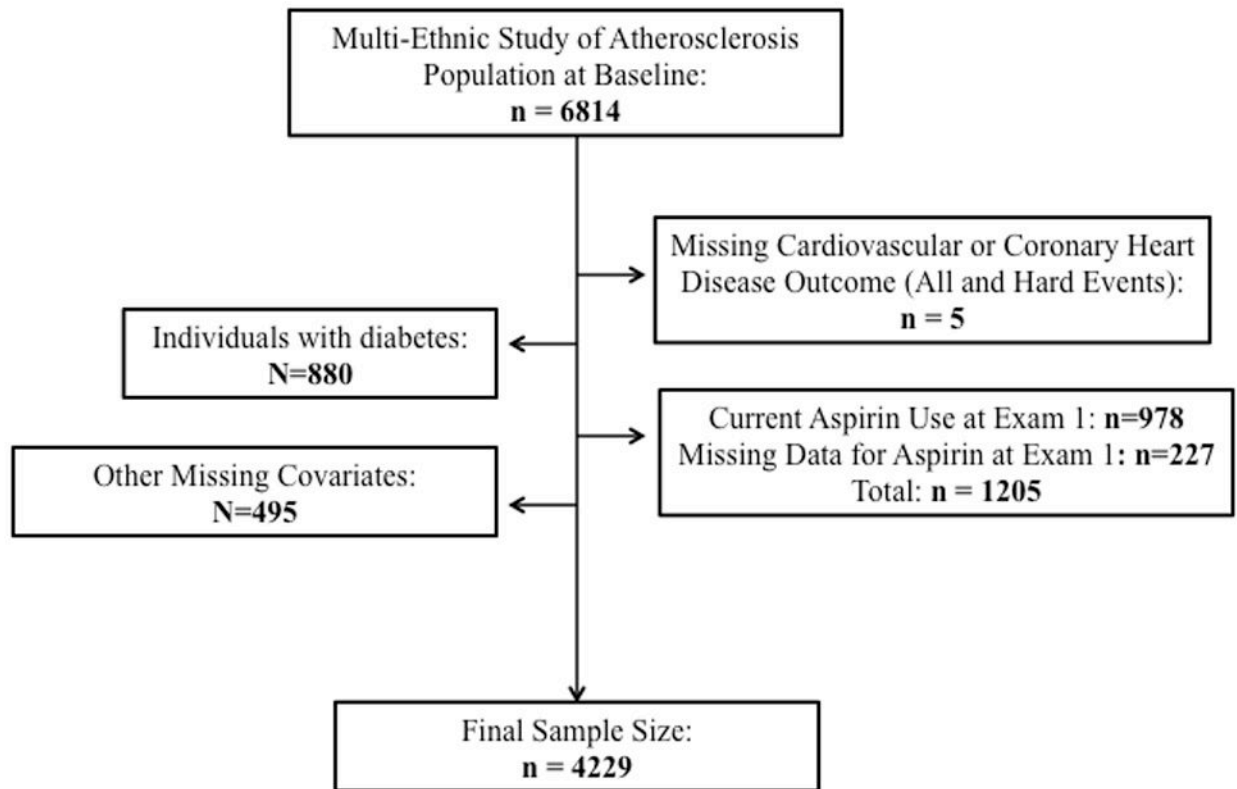 Multi-Ethnic Study of Atherosclerosis
Population at Baseline:
n = 6814
Missing Cardiovascular or Coronary Heart
Disease Outcome (All and Hard Events):
n = 5
Individuals with diabetes:
N=880
Current Aspirin Use at Exam 1: n=978
Missing Data for Aspirin at Exam 1: n=227
Total: n = 1205
Other Missing Covariates:
N=495
Final Sample Size:
n = 4229